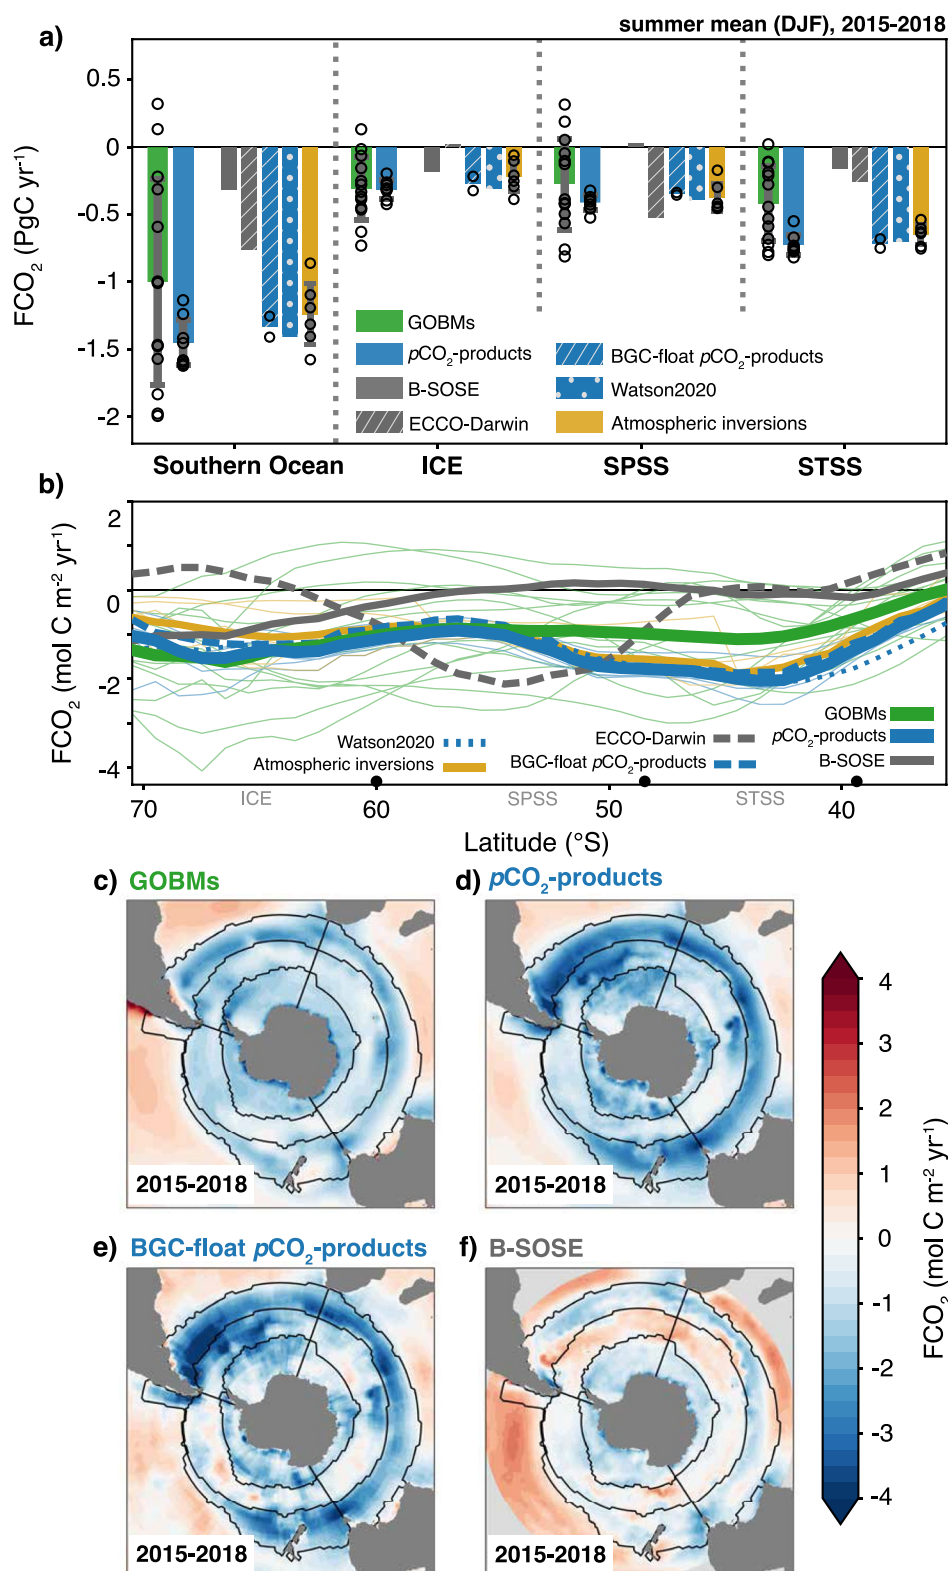 summer mean (DJF), 2015-2018
a)
FCO2 (PgC yr-1)
0.5
0
-0.5
-1
-1.5
-2
GOBMs
pCO2-products
B-SOSE
ECCO-Darwin
BGC-float pCO2-products
Watson2020
Atmospheric inversions
Southern Ocean
ICE
SPSS
STSS
b)
FCO2 (mol C m-2 yr-1)
2
0
-2
-4
Watson2020
Atmospheric inversions
ECCO-Darwin
BGC-float pCO2-products
GOBMs
pCO2-products
B-SOSE
70
ICE
60
SPSS
50
STSS
40
Latitude (°S)
c) GOBMs
2015-2018
d) pCO2-products
2015-2018
e) BGC-float pCO2-products
2015-2018
f) B-SOSE
2015-2018
4
3
2
1
0
-1
-2
-3
-4
FCO2 (mol C m-2 yr-1)